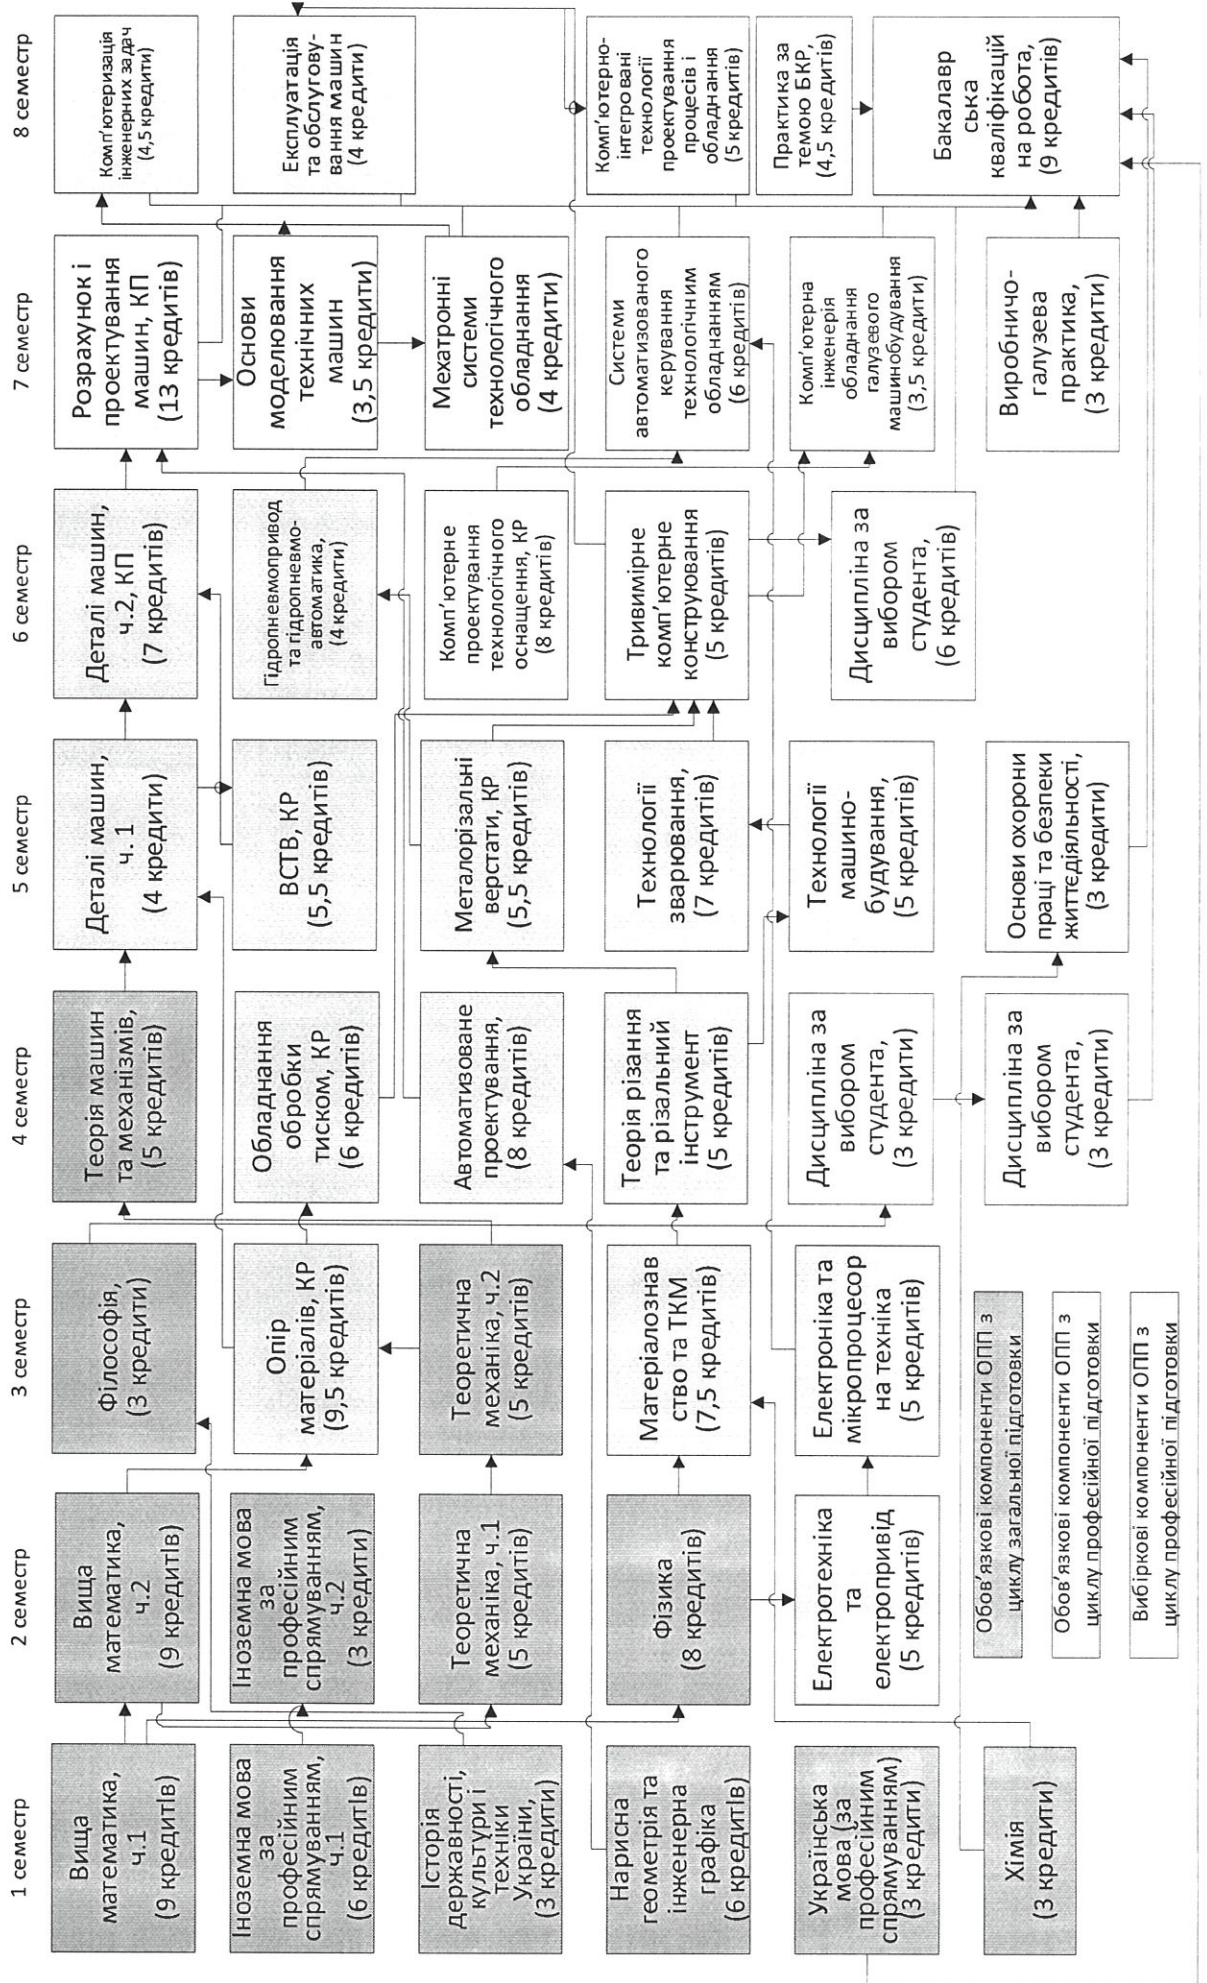 1 семестр
Вища
математика,
ч.1
(9 кредитів)
Іноземна мова
за
професійним
спрямуванням,
ч.1
(6 кредитів)
Історія
державності,
культури і
техніки
України,
(3 кредити)
Нарисна
геометрія та
інженерна
графіка
(6 кредитів)
Українська
мова (за
професійним
спрямуванням)
(3 кредити)
Хімія
(3 кредити)
2 семестр
Вища
математика,
ч.2
(9 кредитів)
Іноземна мова
за
професійним
спрямуванням,
ч.2
(3 кредити)
Теоретична
механіка, ч.1
(5 кредитів)
Фізика
(8 кредитів)
Електротехніка
та
електропривід
(5 кредитів)
3 семестр
Філософія,
(3 кредити)
Опір
матеріалів, КР
(9,5 кредитів)
Теоретична
механіка, ч.2
(5 кредитів)
Матеріалознав
ство та ТКМ
(7,5 кредитів)
Електроніка та
мікропроцесор
на техніка
(5 кредитів)
4 семестр
Теорія машин
та механізмів,
(5 кредитів)
Обладнання
обробки
тиском, КР
(6 кредитів)
Автоматизоване
проектування,
(8 кредитів)
Теорія різання
та різальний
інструмент
(5 кредитів)
Дисципліна за
вибором
студента,
(3 кредити)
Дисципліна за
вибором
студента,
(3 кредити)
5 семестр
Деталі машин,
ч.1
(4 кредити)
ВСТВ, КР
(5,5 кредитів)
Металорізальні
верстати, КР
(5,5 кредитів)
Технології
зварювання,
(7 кредитів)
Технології
машино-
будування,
(5 кредитів)
Основи охорони
праці та безпеки
життєдіяльності,
(3 кредити)
6 семестр
Деталі машин,
ч.2, КП
(7 кредитів)
Гідропневмопривод
та гідропневмо-
автоматика,
(4 кредити)
Комп'ютерне
проектування
технологічного
оснащення, КР
(8 кредитів)
Тривимірне
комп'ютерне
конструювання
(5 кредитів)
Дисципліна за
вибором
студента,
(6 кредитів)
7 семестр
Розрахунок і
проектування
машин, КП
(13 кредитів)
Основи
моделювання
технічних
машин
(3,5 кредити)
Мехатронні
системи
технологічного
обладнання
(4 кредити)
Системи
автоматизованого
керування
технологічним
обладнанням
(6 кредитів)
Комп'ютерна
інженерія
обладнання
галузевого
машинобудування
(3,5 кредити)
Виробничо-
галузева
практика,
(3 кредити)
8 семестр
Комп'ютеризація
інженерних задач
(4,5 кредити)
Експлуатація
та обслугову-
вання машин
(4 кредити)
Комп'ютерно-
інтегровані
технології
проектування
процесів і
обладнання
(5 кредитів)
Практика за
темою БКР,
(4,5 кредити)
Бакалавр
ська
кваліфікацій
на робота,
(9 кредитів)
Обов'язкові компоненти ОПП з
циклу загальної підготовки
Обов'язкові компоненти ОПП з
циклу професійної підготовки
Вибіркові компоненти ОПП з
циклу професійної підготовки